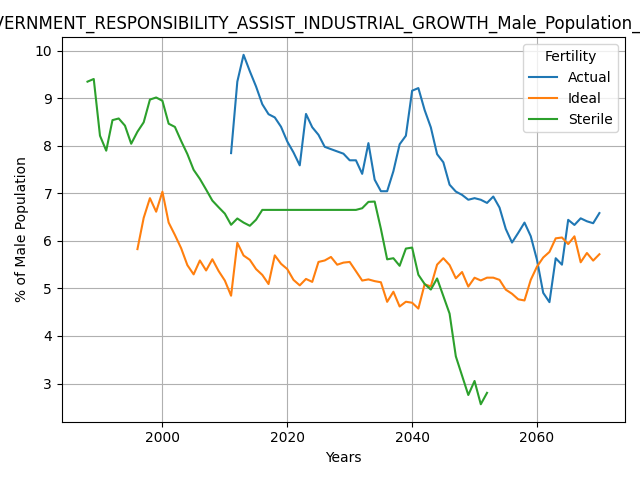 VERNMENT_RESPONSIBILITY_ASSIST_INDUSTRIAL_GROWTH_Male_Population_
Fertility
Actual
Ideal
Sterile
% of Male Population
10
9
8
7
6
5
4
3
2000 2020 2040 2060
Years